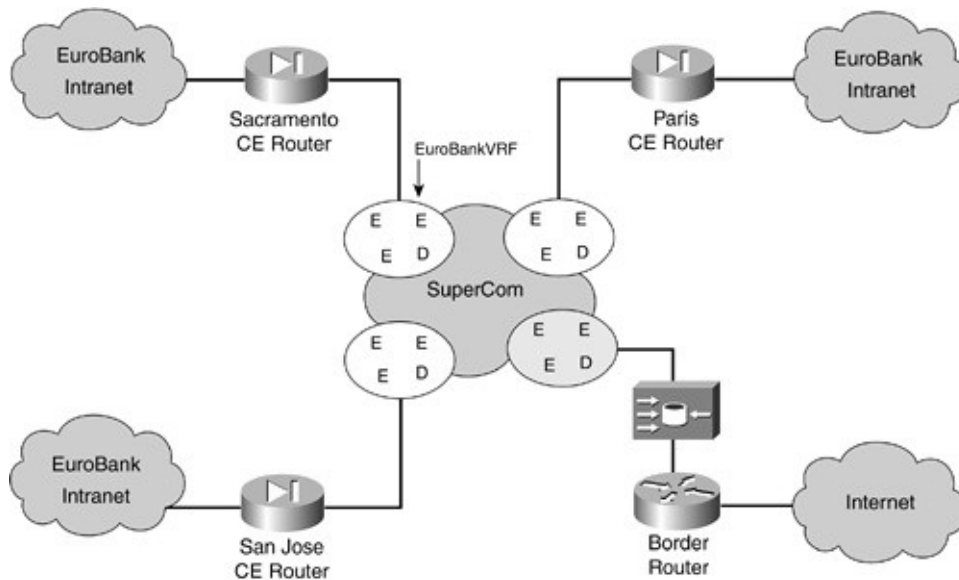 EuroBank
Intranet
Sacramento
CE Router
EuroBankVRF
Paris
CE Router
EuroBank
Intranet
E E
E D
E E
E D
SuperCom
E E
E D
E E
E D
EuroBank
Intranet
San Jose
CE Router
Border
Router
Internet